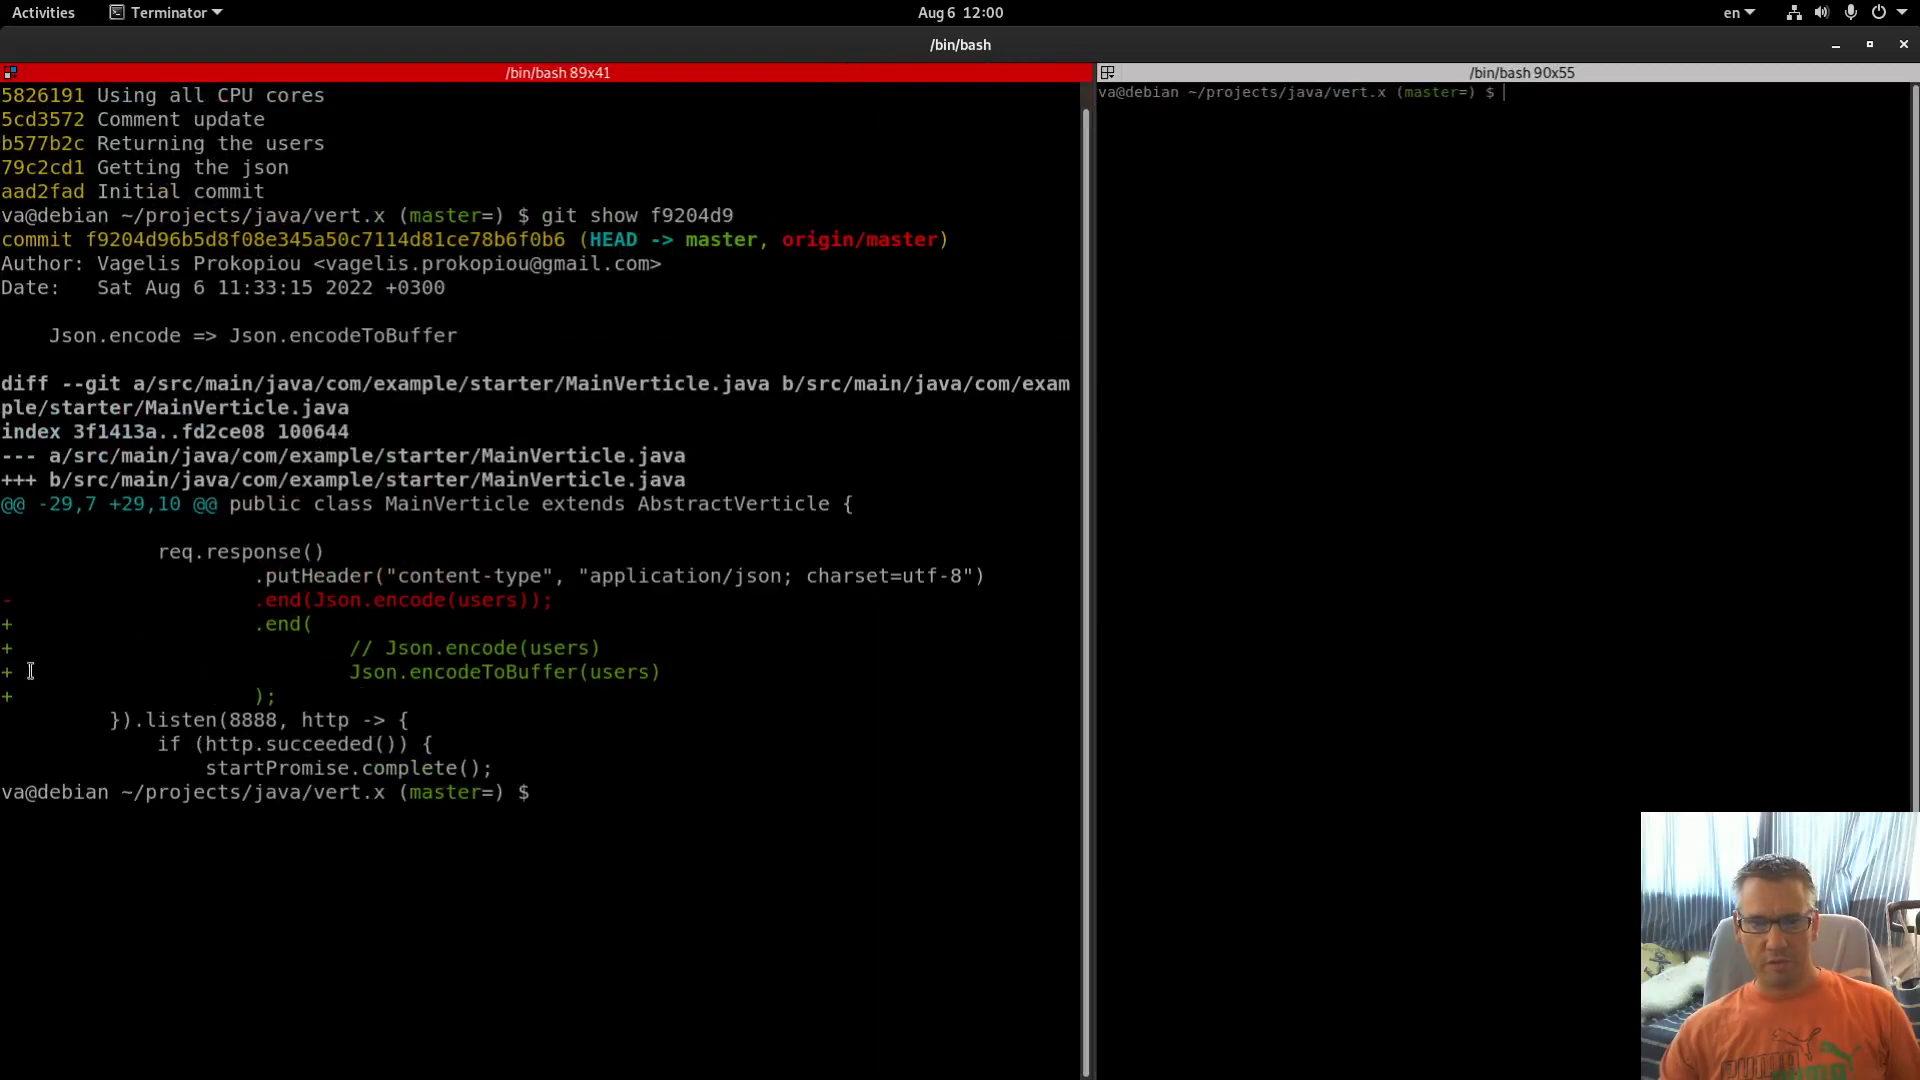 Activities
Terminator
Aug 6 12:00
en
/bin/bash
/bin/bash 89x41
5826191 Using all CPU cores
5cd3572 Comment update
b577b2c Returning the users
79c2cd1 Getting the json
aad2fad Initial commit
va@debian ~/projects/java/vert.x (master=) $ git show f9204d9
commit f9204d96b5d8f08e345a50c7114d81ce78b6f0b6 (HEAD -> master, origin/master)
Author: Vagelis Prokopiou <vagelis.prokopiou@gmail.com>
Date:   Sat Aug 6 11:33:15 2022 +0300
Json.encode => Json.encodeToBuffer
diff --git a/src/main/java/com/example/starter/MainVerticle.java b/src/main/java/com/exam
ple/starter/MainVerticle.java
index 3f1413a..fd2ce08 100644
--- a/src/main/java/com/example/starter/MainVerticle.java
+++ b/src/main/java/com/example/starter/MainVerticle.java
@@ -29,7 +29,10 @@ public class MainVerticle extends AbstractVerticle {
req.response()
.putHeader("content-type", "application/json; charset=utf-8")
- .end(Json.encode(users));
+ .end(
+ // Json.encode(users)
+ Json.encodeToBuffer(users)
+ );
}).listen(8888, http -> {
if (http.succeeded()) {
startPromise.complete();
va@debian ~/projects/java/vert.x (master=) $
/bin/bash 90x55
va@debian ~/projects/java/vert.x (master=) $
PUMA